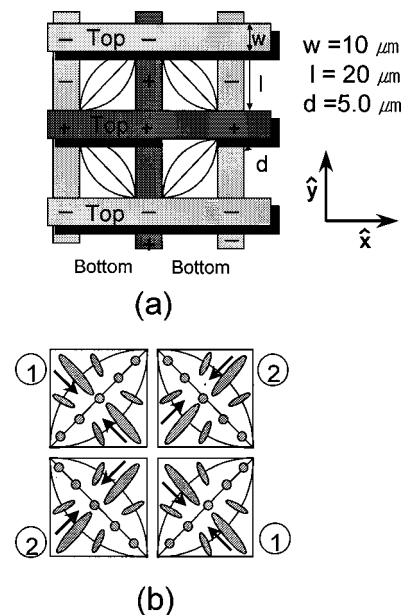 (a)
− Top − − w
w = 10 μm
− + − l
l = 20 μm
d = 5.0 μm
+ Top + +
d
ŷ
x̂
− Top − −
+ −
Bottom Bottom
(b)
1 2
2 1